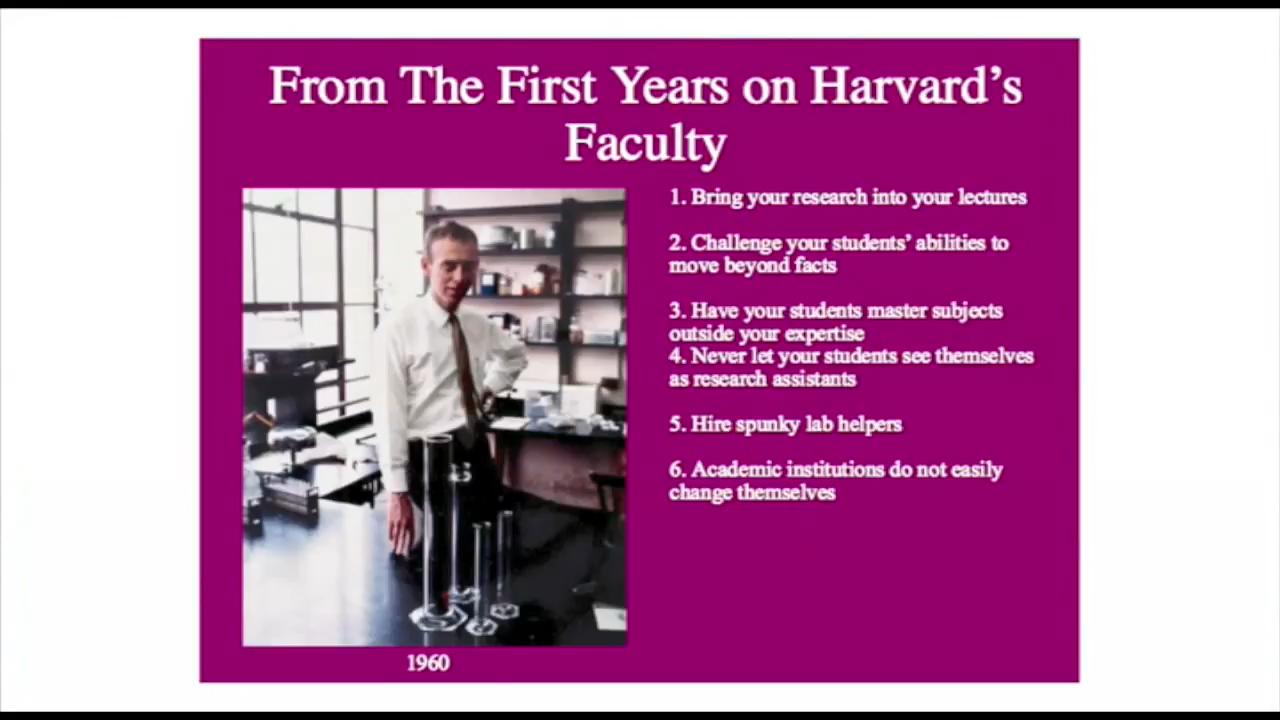 From The First Years on Harvard’s
Faculty
1. Bring your research into your lectures
2. Challenge your students’ abilities to
move beyond facts
3. Have your students master subjects
outside your expertise
4. Never let your students see themselves
as research assistants
5. Hire spunky lab helpers
6. Academic institutions do not easily
change themselves
1960